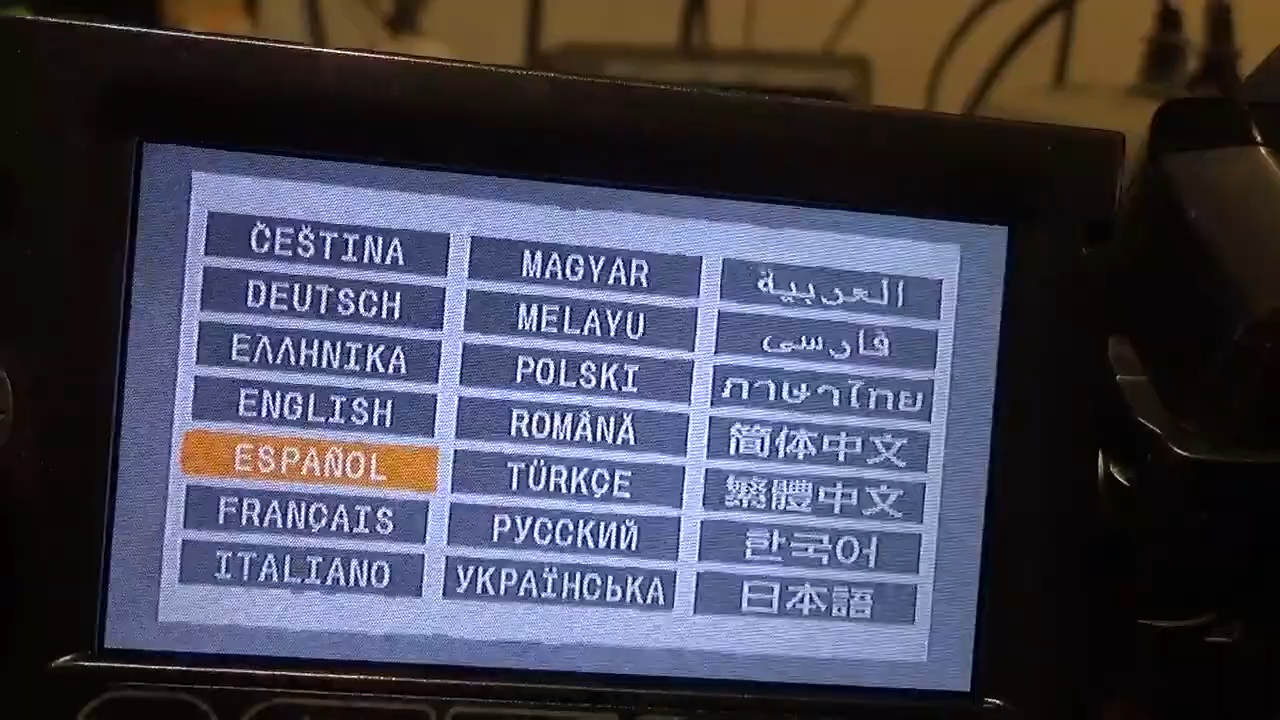 ČEŠTINA
DEUTSCH
ΕΛΛΗΝΙΚΑ
ENGLISH
ESPAÑOL
FRANÇAIS
ITALIANO
MAGYAR
MELAYU
POLSKI
ROMÂNĂ
TÜRKÇE
РУССКИЙ
УКРАЇНСЬКА
العربية
فارسی
ภาษาไทย
简体中文
繁體中文
한국어
日本語